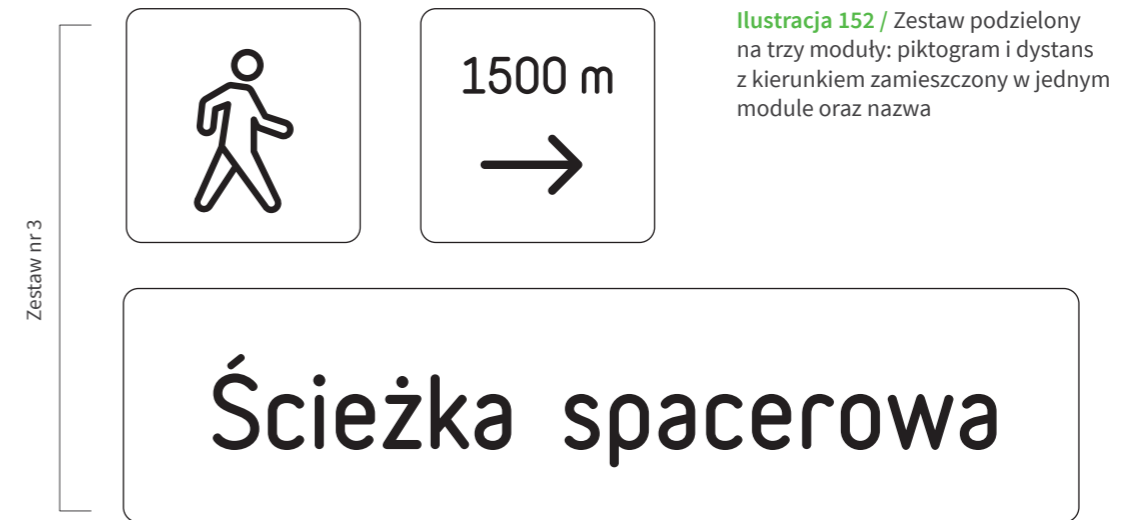 Ilustracja 152 / Zestaw podzielony
na trzy moduły: piktogram i dystans
z kierunkiem zamieszczony w jednym
module oraz nazwa
Zestaw nr 3
1500 m
Ścieżka spacerowa